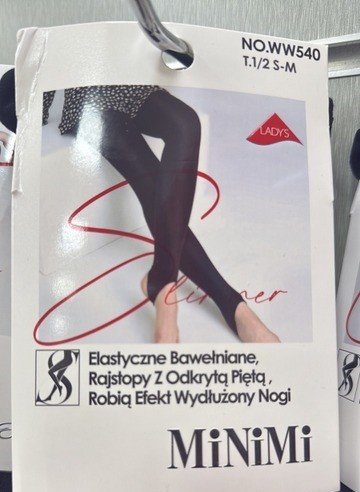 NO.WW540
T.1/2 S-M
LADY'S
Slimmer
Elastyczne Bawełniane,
Rajstopy Z Odkrytą Piętą,
Robią Efekt Wydłużony Nogi
MiNiMi